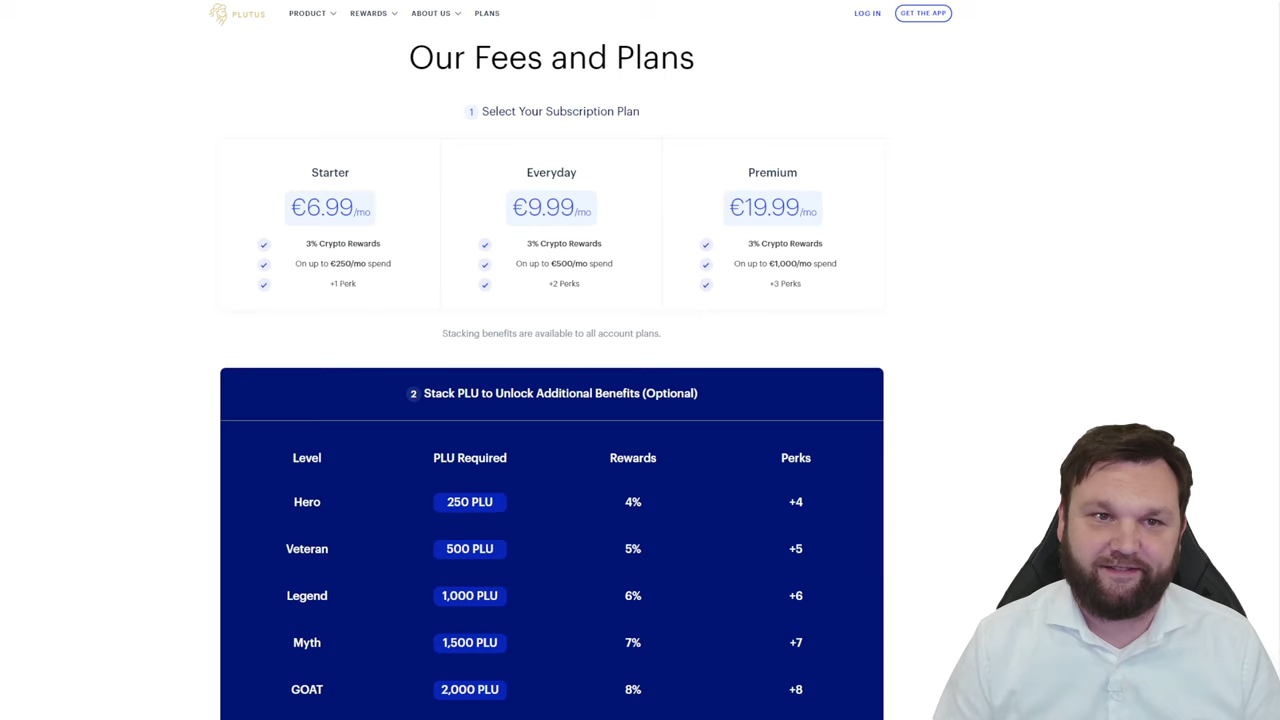 PLUTUS
PRODUCT
REWARDS
ABOUT US
PLANS
LOG IN
GET THE APP
Our Fees and Plans
1 Select Your Subscription Plan
Starter
€6.99/mo
3% Crypto Rewards
On up to €250/mo spend
+1 Perk
Everyday
€9.99/mo
3% Crypto Rewards
On up to €500/mo spend
+2 Perks
Premium
€19.99/mo
3% Crypto Rewards
On up to €1,000/mo spend
+3 Perks
Stacking benefits are available to all account plans.
2 Stack PLU to Unlock Additional Benefits (Optional)
Level PLU Required Rewards Perks
Hero 250 PLU 4% +4
Veteran 500 PLU 5% +5
Legend 1,000 PLU 6% +6
Myth 1,500 PLU 7% +7
GOAT 2,000 PLU 8% +8